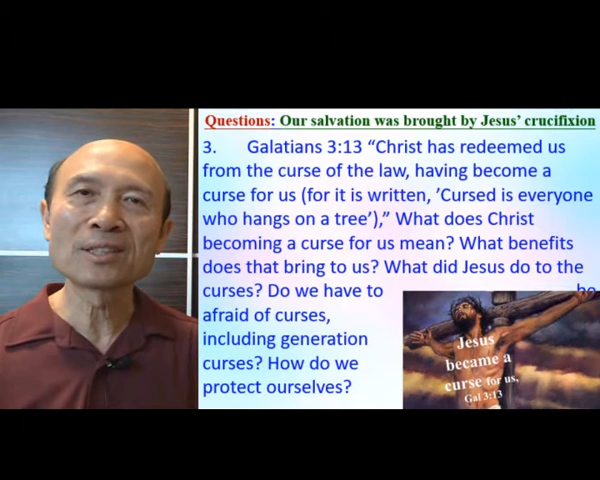 Questions: Our salvation was brought by Jesus’ crucifixion
3. Galatians 3:13 “Christ has redeemed us
from the curse of the law, having become a
curse for us (for it is written, ’Cursed is everyone
who hangs on a tree’),” What does Christ
becoming a curse for us mean? What benefits
does that bring to us? What did Jesus do to the
curses? Do we have to be
afraid of curses,
including generation
curses? How do we
protect ourselves?
Jesus
became a
curse for us,
Gal 3:13